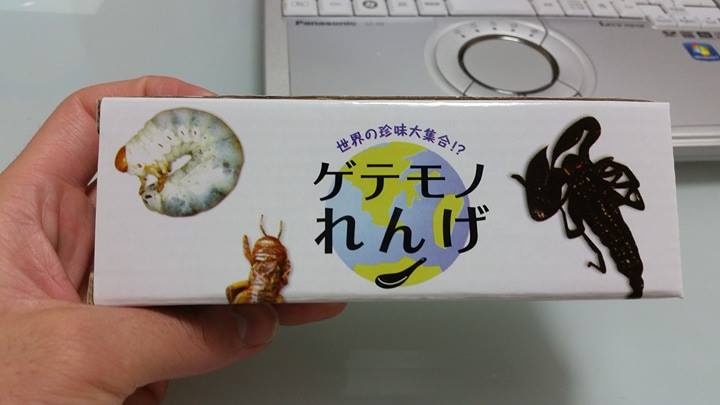 Panasonic
世界の珍味大集合!?
ゲテモノ
れんげ